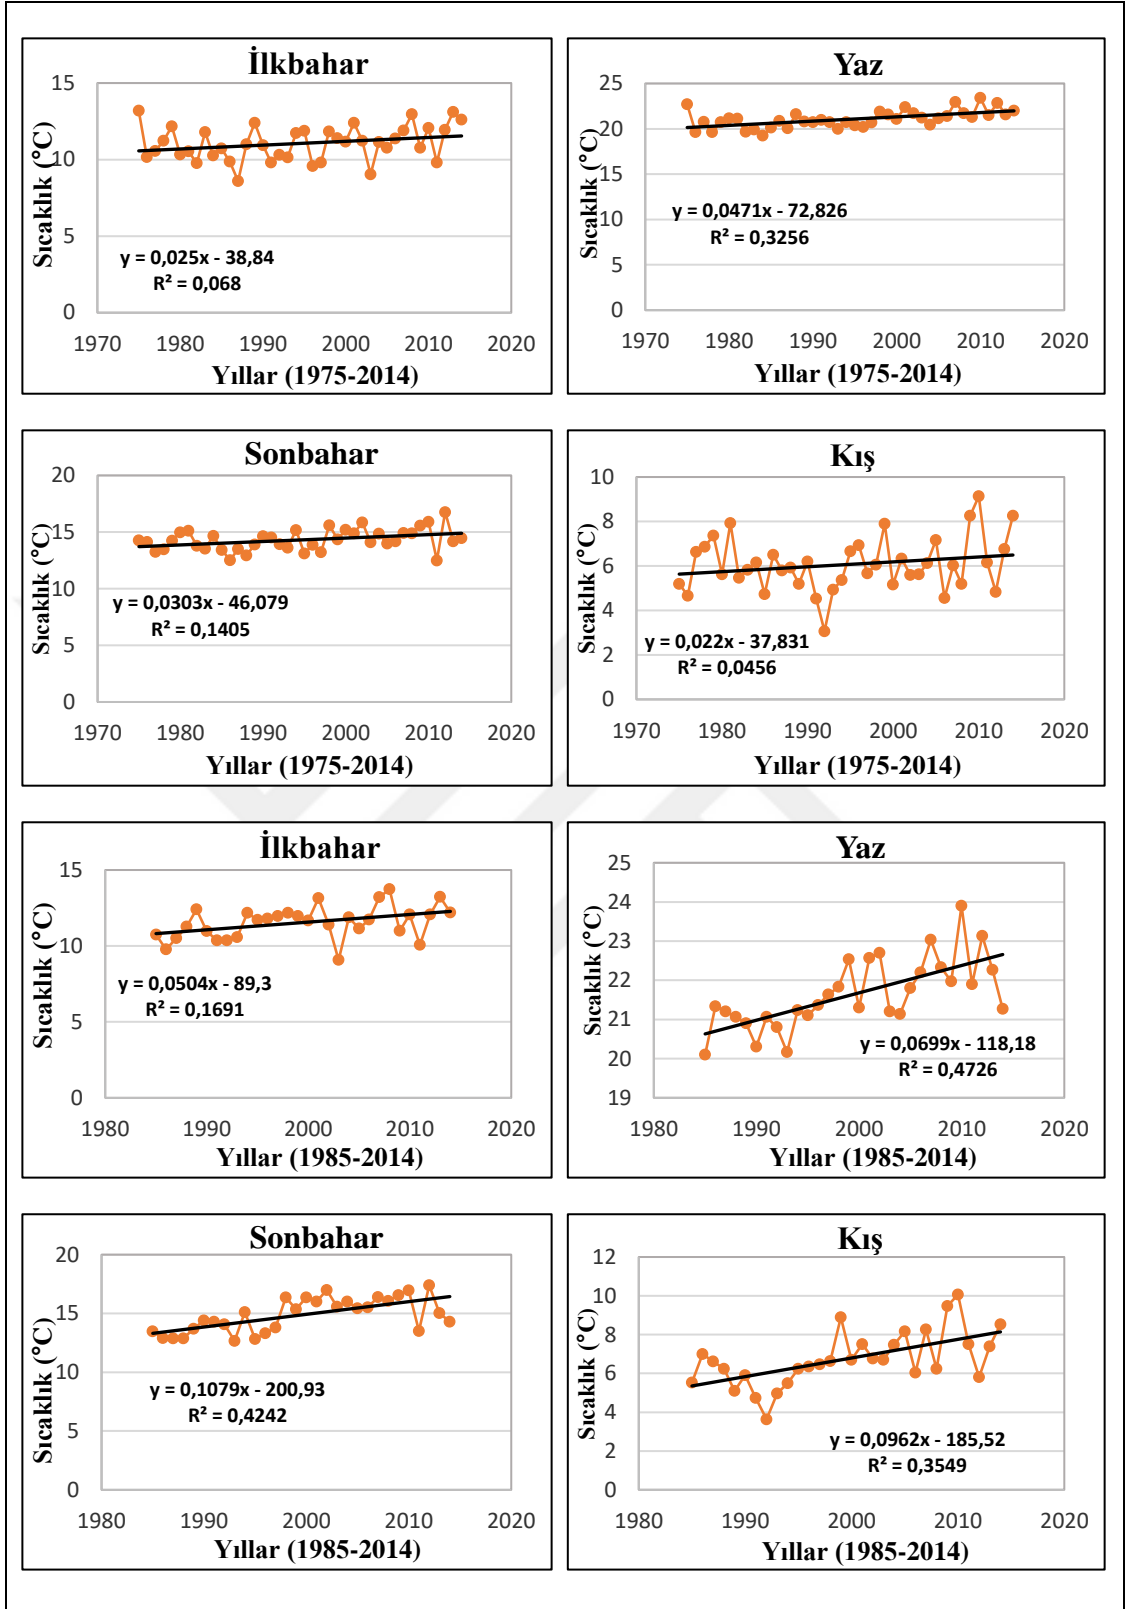 İlkbahar
15
10
5
0
1970 1980 1990 2000 2010 2020
Sıcaklık (°C)
y = 0,025x - 38,84
R² = 0,068
Yıllar (1975-2014)
Yaz
25
20
15
10
5
0
1970 1980 1990 2000 2010 2020
Sıcaklık (°C)
y = 0,0471x - 72,826
R² = 0,3256
Yıllar (1975-2014)
Sonbahar
20
15
10
5
0
1970 1980 1990 2000 2010 2020
Sıcaklık (°C)
y = 0,0303x - 46,079
R² = 0,1405
Yıllar (1975-2014)
Kış
10
8
6
4
2
0
1970 1980 1990 2000 2010 2020
Sıcaklık (°C)
y = 0,022x - 37,831
R² = 0,0456
Yıllar (1975-2014)
İlkbahar
15
10
5
0
1980 1990 2000 2010 2020
Sıcaklık (°C)
y = 0,0504x - 89,3
R² = 0,1691
Yıllar (1985-2014)
Yaz
25
24
23
22
21
20
19
1980 1990 2000 2010 2020
Sıcaklık (°C)
y = 0,0699x - 118,18
R² = 0,4726
Yıllar (1985-2014)
Sonbahar
20
15
10
5
0
1980 1990 2000 2010 2020
Sıcaklık (°C)
y = 0,1079x - 200,93
R² = 0,4242
Yıllar (1985-2014)
Kış
12
10
8
6
4
2
0
1980 1990 2000 2010 2020
Sıcaklık (°C)
y = 0,0962x - 185,52
R² = 0,3549
Yıllar (1985-2014)